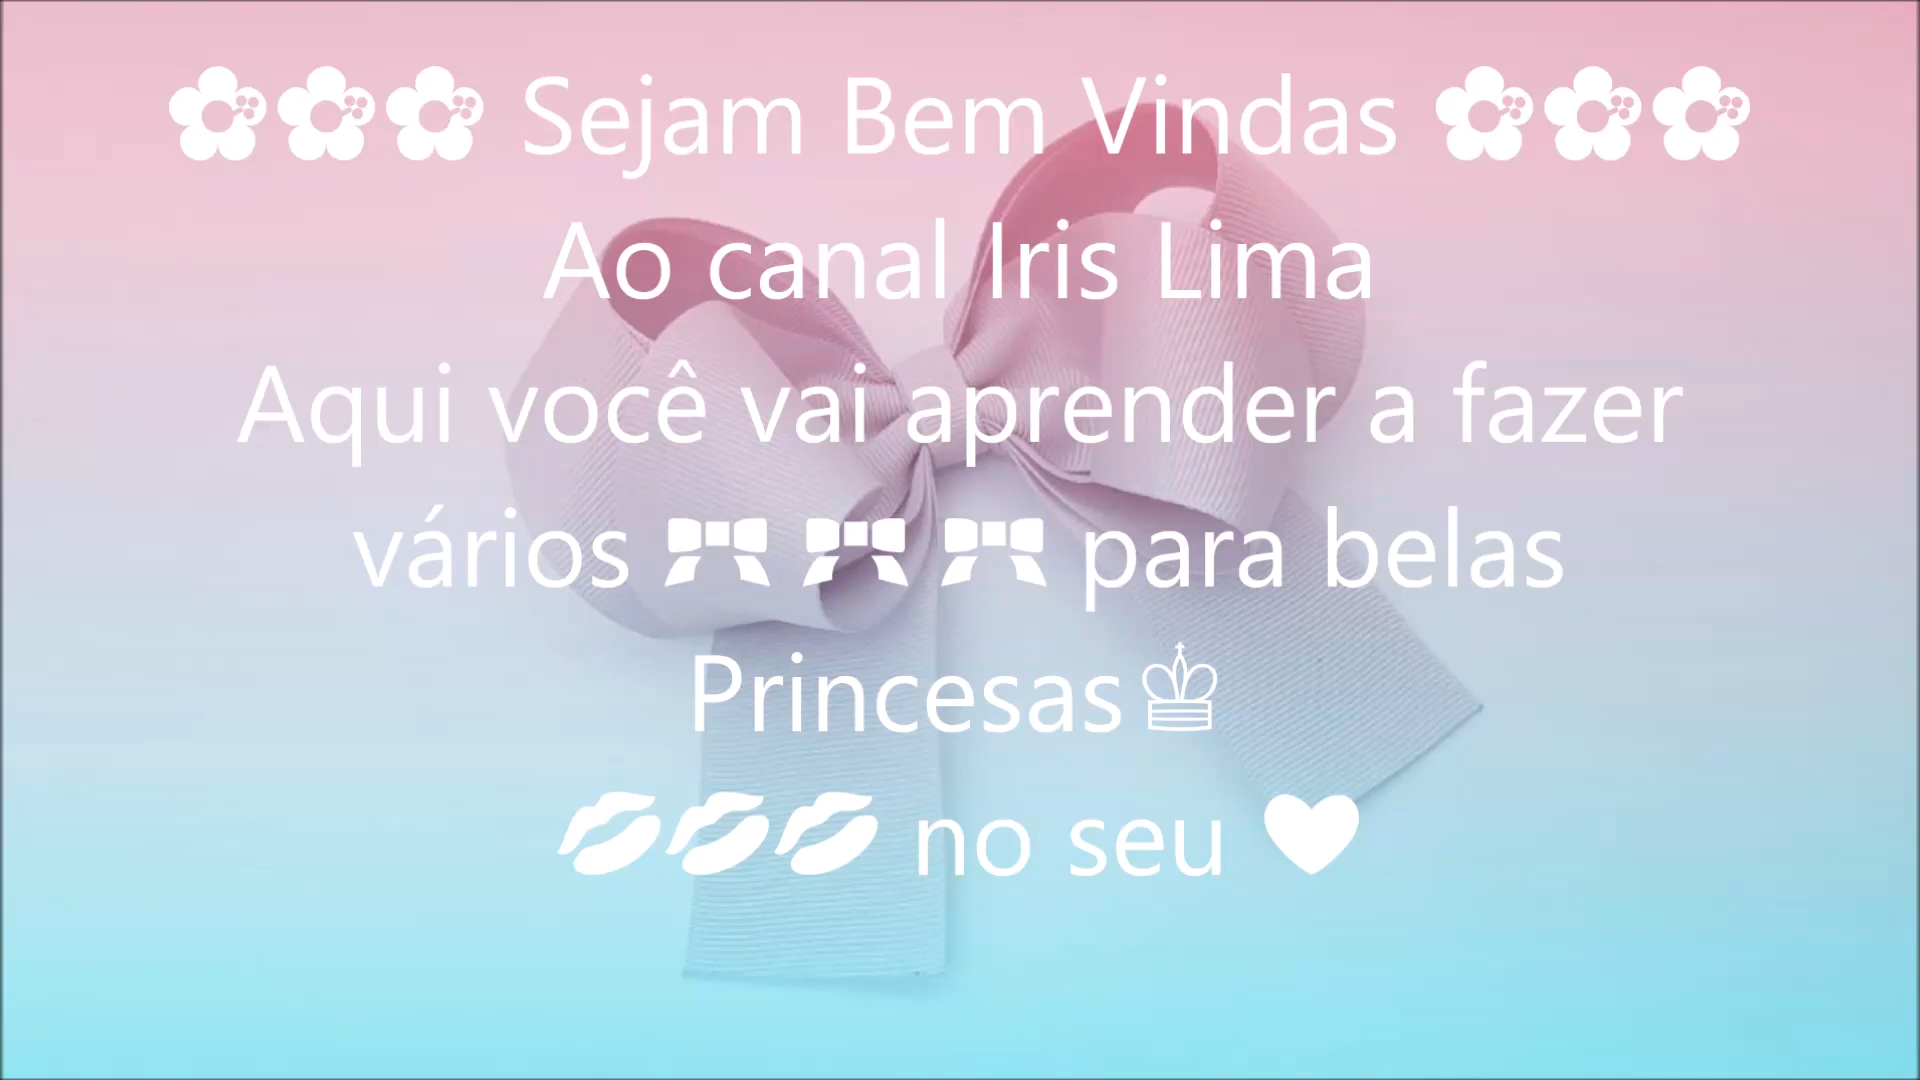 🌺🌺🌺 Sejam Bem Vindas 🌺🌺🌺
Ao canal Iris Lima
Aqui você vai aprender a fazer
vários 🎀 🎀 🎀 para belas
Princesas♔
💋💋💋 no seu ♥